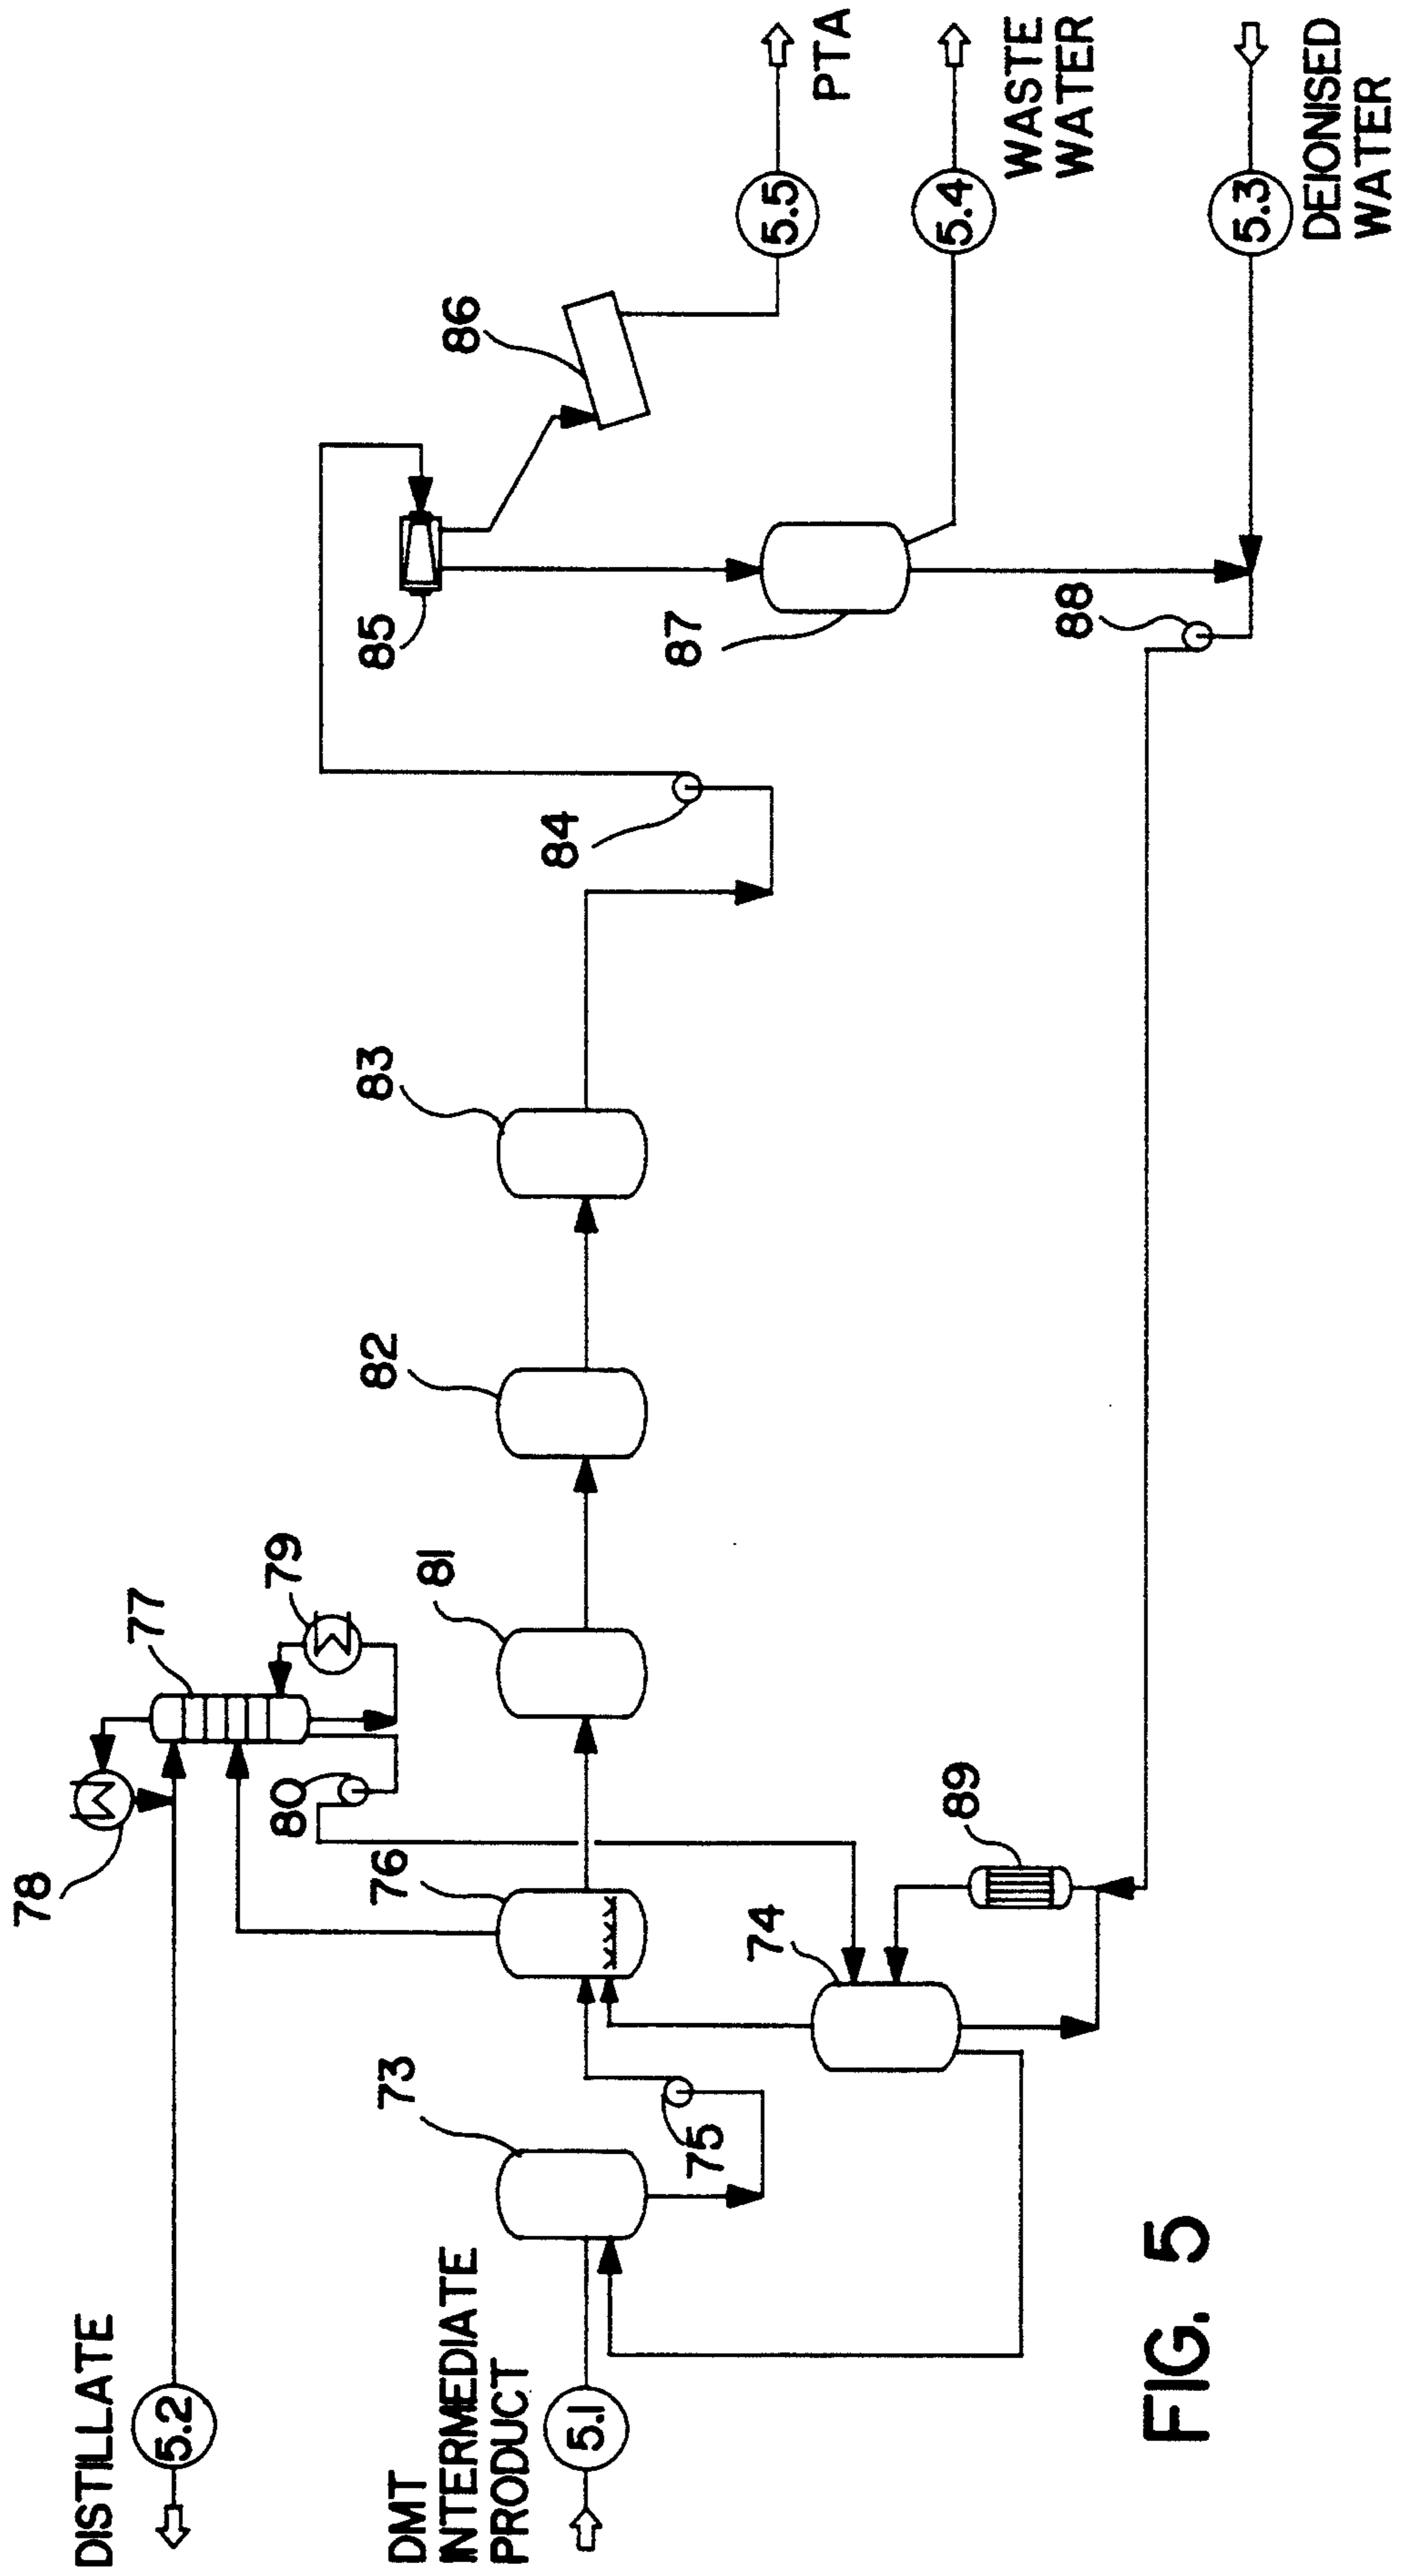 DISTILLATE
5.2
78
77
79
80
DMT
INTERMEDIATE
PRODUCT
5.1
73
75
76
74
89
81
82
83
84
85
86
87
88
5.5
PTA
5.4
WASTE
WATER
5.3
DEIONISED
WATER
FIG. 5